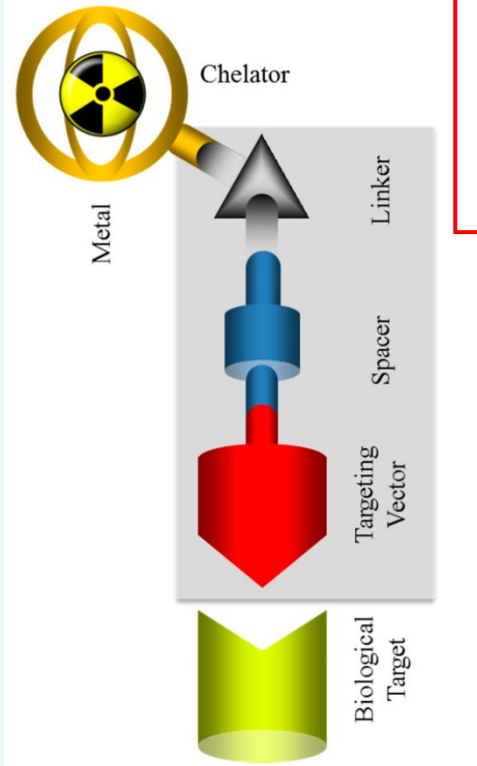 Chelator
Metal
Linker
Spacer
Targeting
Vector
Biological
Target